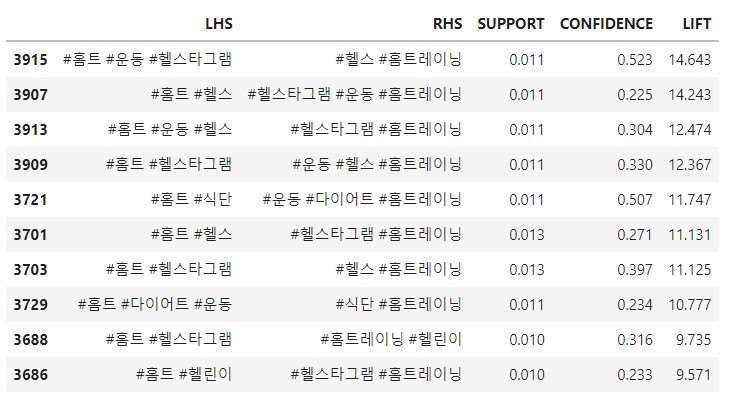 LHS RHS SUPPORT CONFIDENCE LIFT
3915 #홈트 #운동 #헬스타그램 #헬스 #홈트레이닝 0.011 0.523 14.643
3907 #홈트 #헬스 #헬스타그램 #운동 #홈트레이닝 0.011 0.225 14.243
3913 #홈트 #운동 #헬스 #헬스타그램 #홈트레이닝 0.011 0.304 12.474
3909 #홈트 #헬스타그램 #운동 #헬스 #홈트레이닝 0.011 0.330 12.367
3721 #홈트 #식단 #운동 #다이어트 #홈트레이닝 0.011 0.507 11.747
3701 #홈트 #헬스 #헬스타그램 #홈트레이닝 0.013 0.271 11.131
3703 #홈트 #헬스타그램 #헬스 #홈트레이닝 0.013 0.397 11.125
3729 #홈트 #다이어트 #운동 #식단 #홈트레이닝 0.011 0.234 10.777
3688 #홈트 #헬스타그램 #홈트레이닝 #헬린이 0.010 0.316 9.735
3686 #홈트 #헬린이 #헬스타그램 #홈트레이닝 0.010 0.233 9.571